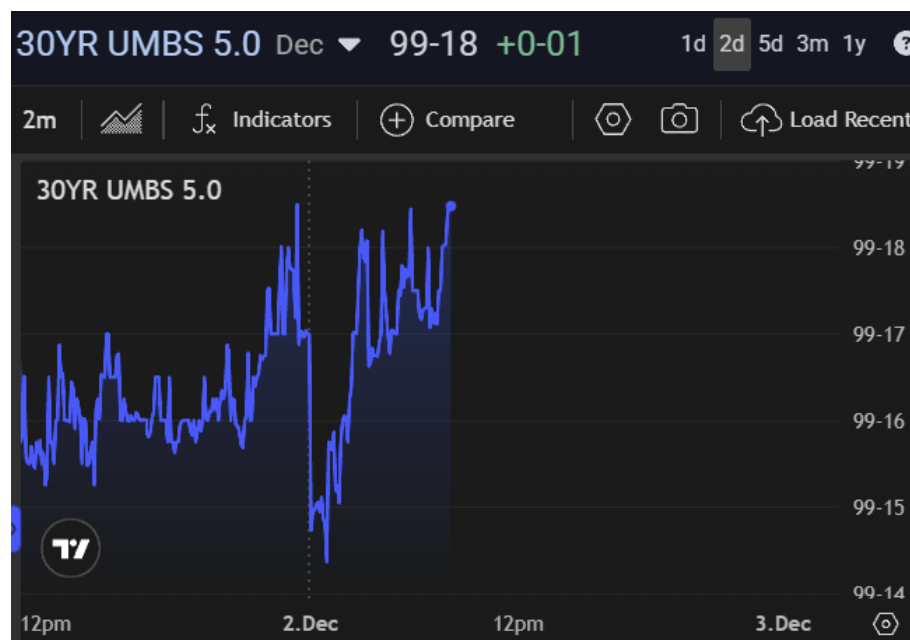 30YR UMBS 5.0 Dec 99-18 +0-01 1d 2d 5d 3m 1y ?
2m Indicators Compare Load Recent
99-19
30YR UMBS 5.0
99-18
99-17
99-16
99-15
99-14
12pm 2.Dec 12pm 3.Dec